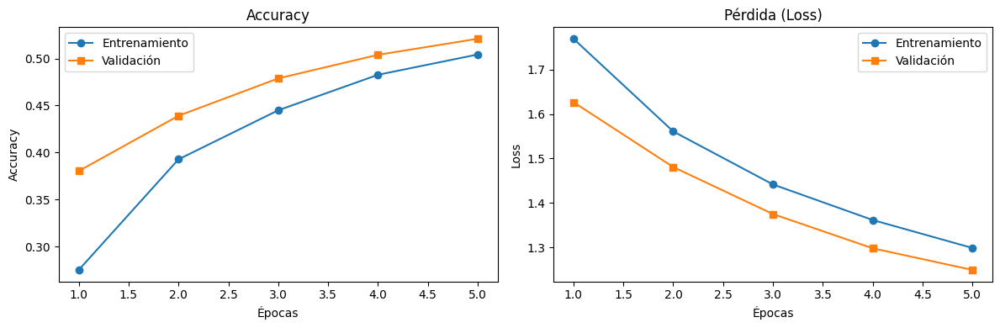 Accuracy
Entrenamiento
Validación
Accuracy
0.50
0.45
0.40
0.35
0.30
1.0 1.5 2.0 2.5 3.0 3.5 4.0 4.5 5.0
Épocas
Pérdida (Loss)
Entrenamiento
Validación
Loss
1.7
1.6
1.5
1.4
1.3
1.0 1.5 2.0 2.5 3.0 3.5 4.0 4.5 5.0
Épocas